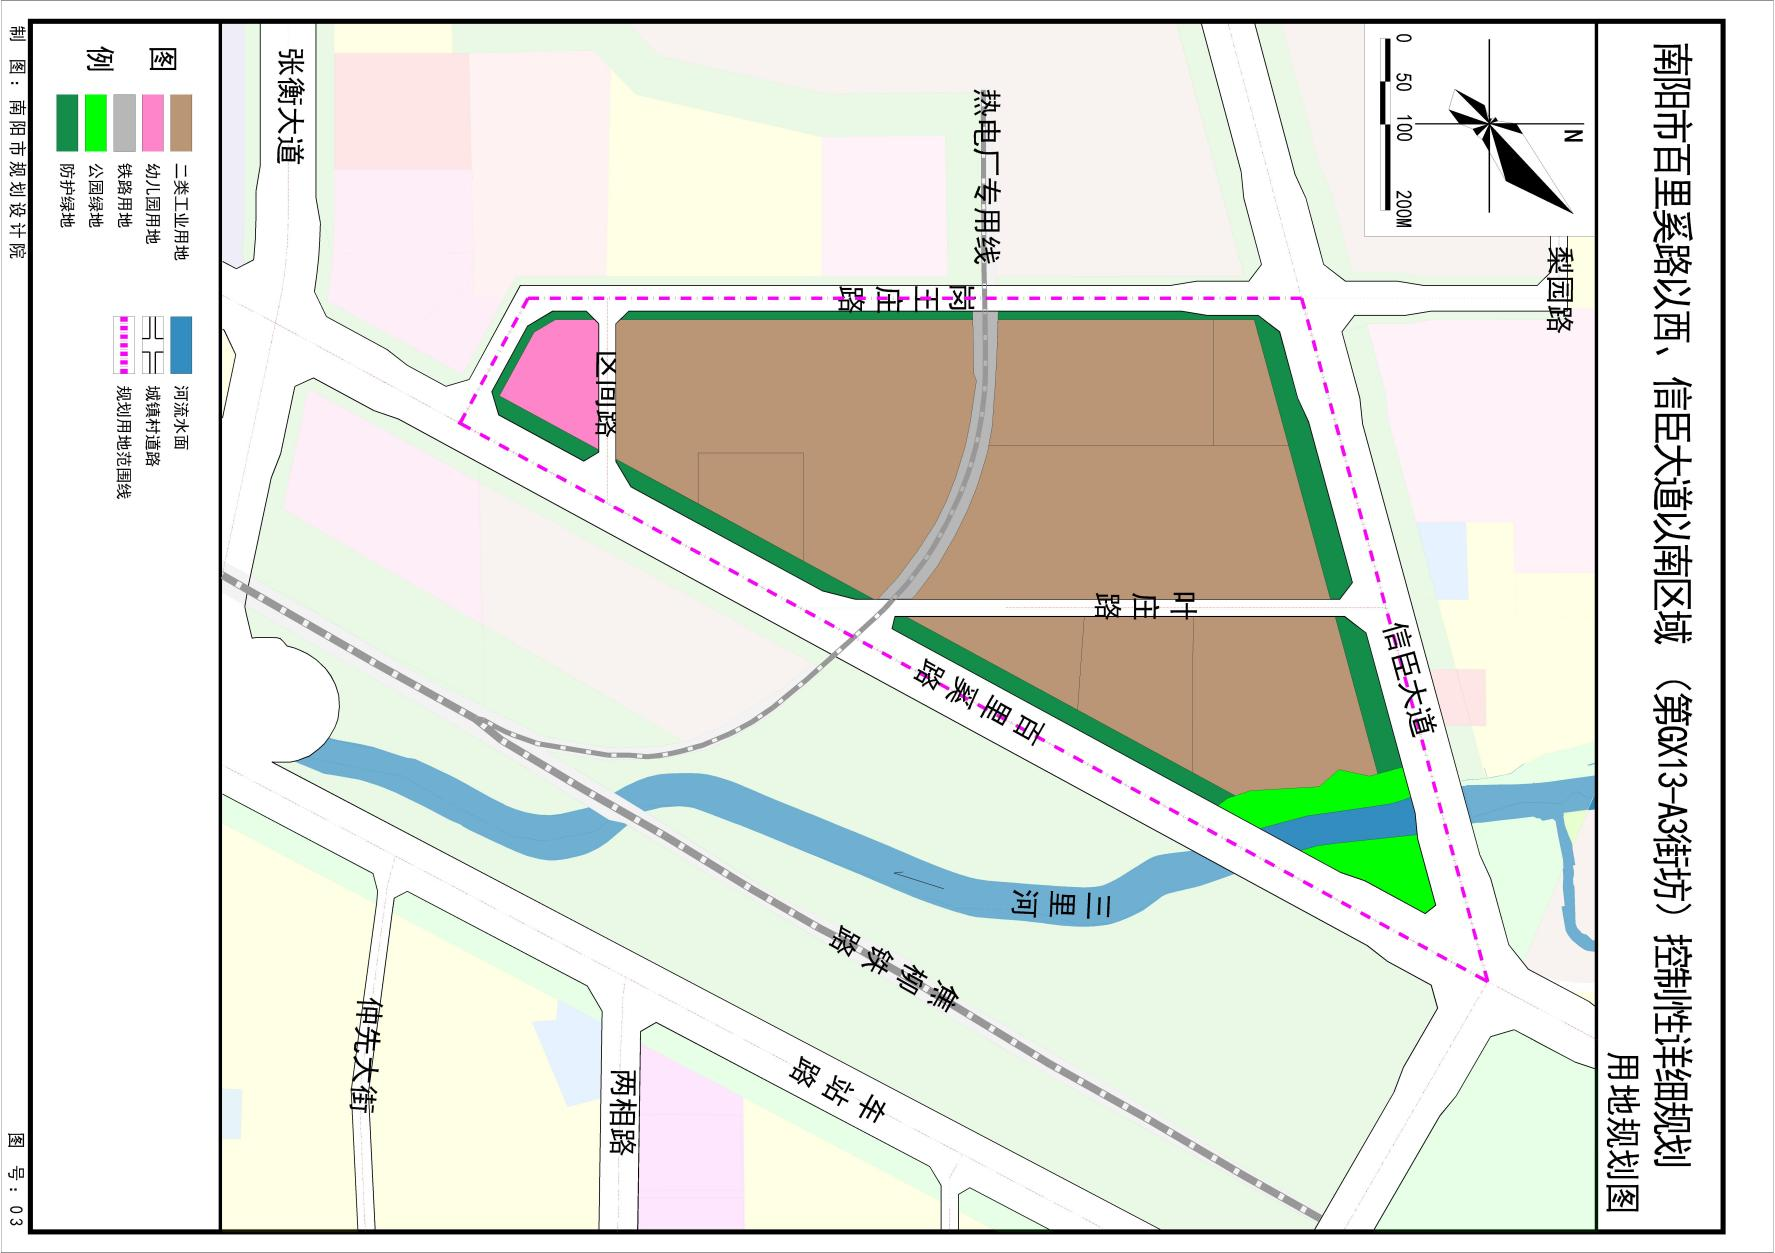 南阳市百里奚路以西、信臣大道以南区域（第GX13-A3街坊）控制性详细规划
用地规划图
N
0 50 100 200M
梨园路
热电厂专用线
张衡大道
岗王庄路
区间路
叶庄路
信臣大道
百里奚路
三里河
焦柳铁路
车站路
两相路
仲先大街
图例
二类工业用地
幼儿园用地
铁路用地
公园绿地
防护绿地
河流水面
城镇村道路
规划用地范围线
制图：南阳市规划设计院
图号：03